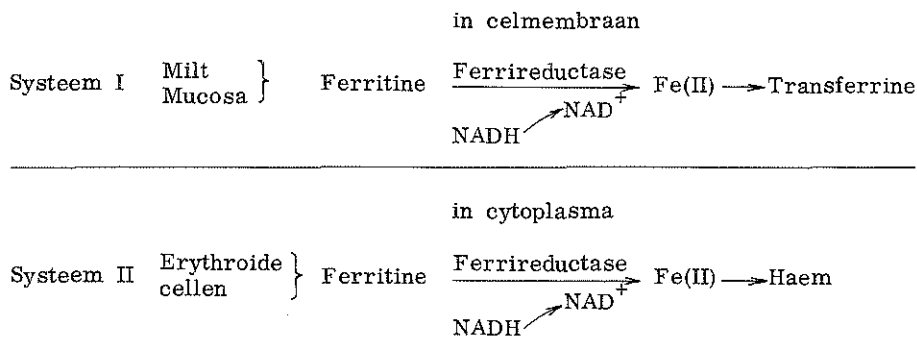 in celmembraan
Systeem I Milt Mucosa } Ferritine Ferrireductase Fe(II) → Transferrine
NADH NAD+
in cytoplasma
Systeem II Erythroide cellen } Ferritine Ferrireductase Fe(II) → Haem
NADH NAD+